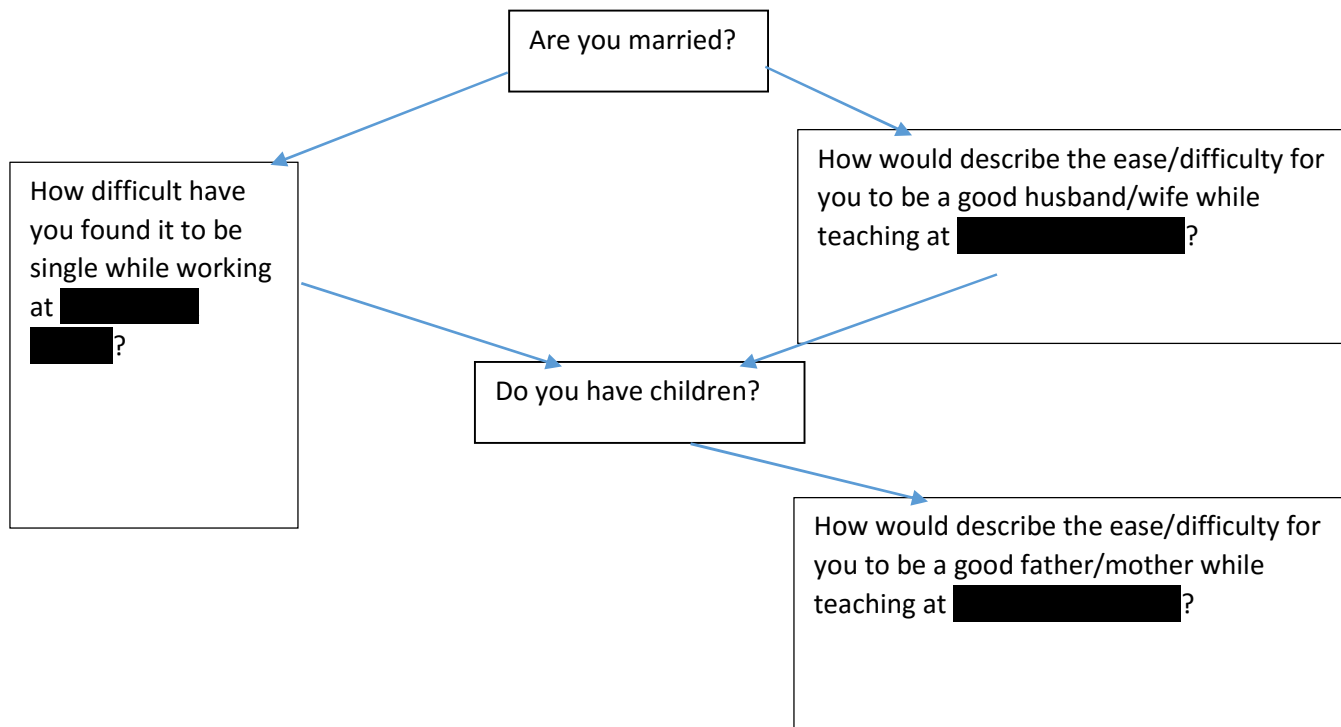 Are you married?
How difficult have
you found it to be
single while working
at
?
How would describe the ease/difficulty for
you to be a good husband/wife while
teaching at ?
Do you have children?
How would describe the ease/difficulty for
you to be a good father/mother while
teaching at ?